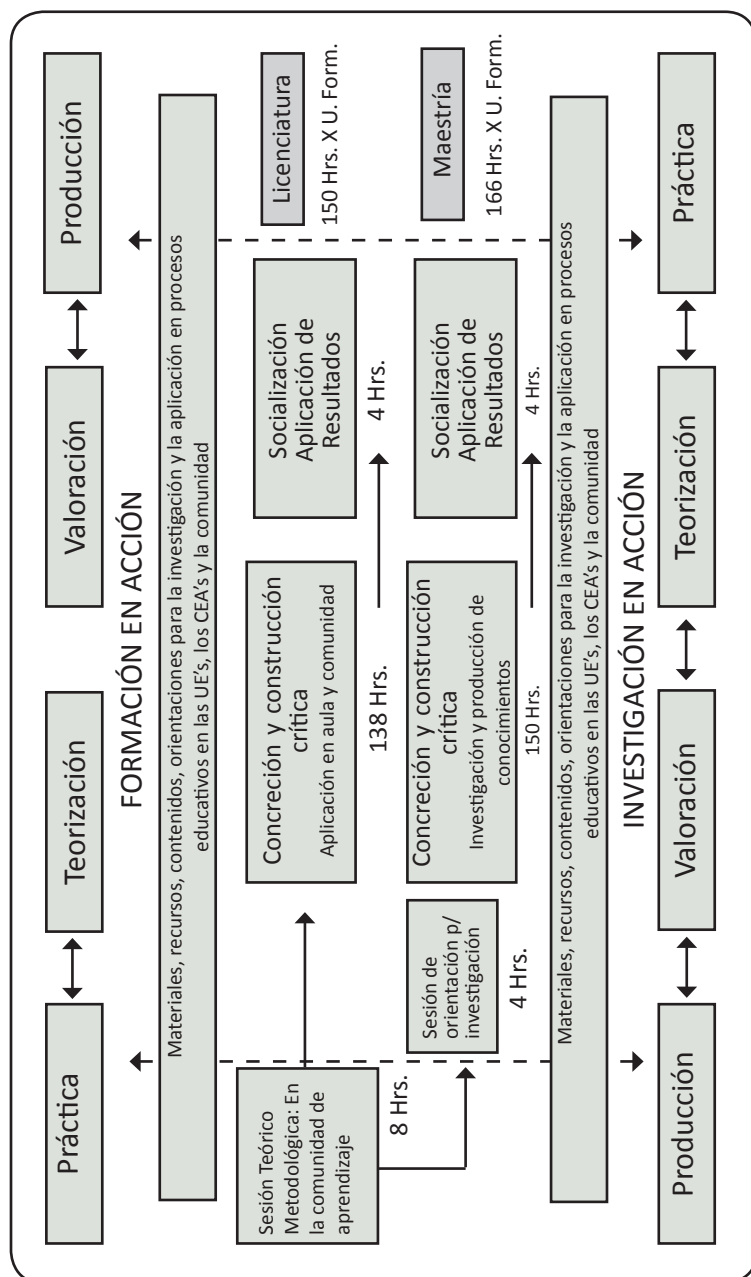 Práctica
Teorización
Valoración
Producción
FORMACIÓN EN ACCIÓN
Materiales, recursos, contenidos, orientaciones para la investigación y la aplicación en procesos
educativos en las UE's, los CEA's y la comunidad
Sesión Teórico
Metodológica: En
la comunidad de
aprendizaje
8 Hrs.
Concreción y construcción
crítica
Aplicación en aula y comunidad
138 Hrs.
Socialización
Aplicación de
Resultados
4 Hrs.
Licenciatura
150 Hrs. X U. Form.
Sesión de
orientación p/
investigación
4 Hrs.
Concreción y construcción
crítica
Investigación y producción de
conocimientos
150 Hrs.
Socialización
Aplicación de
Resultados
4 Hrs.
Maestría
166 Hrs. X U. Form.
Materiales, recursos, contenidos, orientaciones para la investigación y la aplicación en procesos
educativos en las UE's, los CEA's y la comunidad
INVESTIGACIÓN EN ACCIÓN
Producción
Valoración
Teorización
Práctica